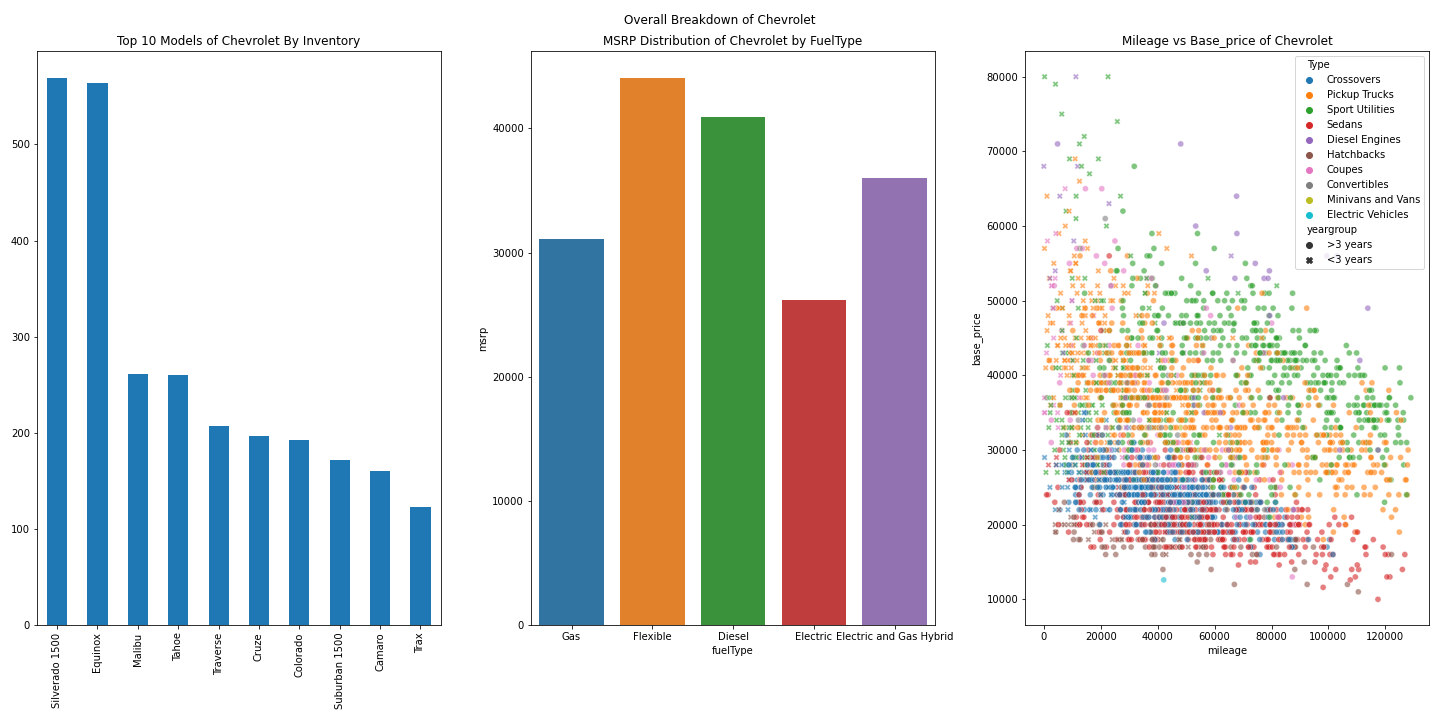 Overall Breakdown of Chevrolet
Top 10 Models of Chevrolet By Inventory
500
400
300
200
100
0
Silverado 1500
Equinox
Malibu
Tahoe
Traverse
Cruze
Colorado
Suburban 1500
Camaro
Trax
MSRP Distribution of Chevrolet by FuelType
msrp
40000
30000
20000
10000
0
Gas
Flexible
Diesel
Electric
Electric and Gas Hybrid
fuelType
Mileage vs Base_price of Chevrolet
base_price
80000
70000
60000
50000
40000
30000
20000
10000
Type
Crossovers
Pickup Trucks
Sport Utilities
Sedans
Diesel Engines
Hatchbacks
Coupes
Convertibles
Minivans and Vans
Electric Vehicles
yeargroup
>3 years
<3 years
0
20000
40000
60000
80000
100000
120000
mileage